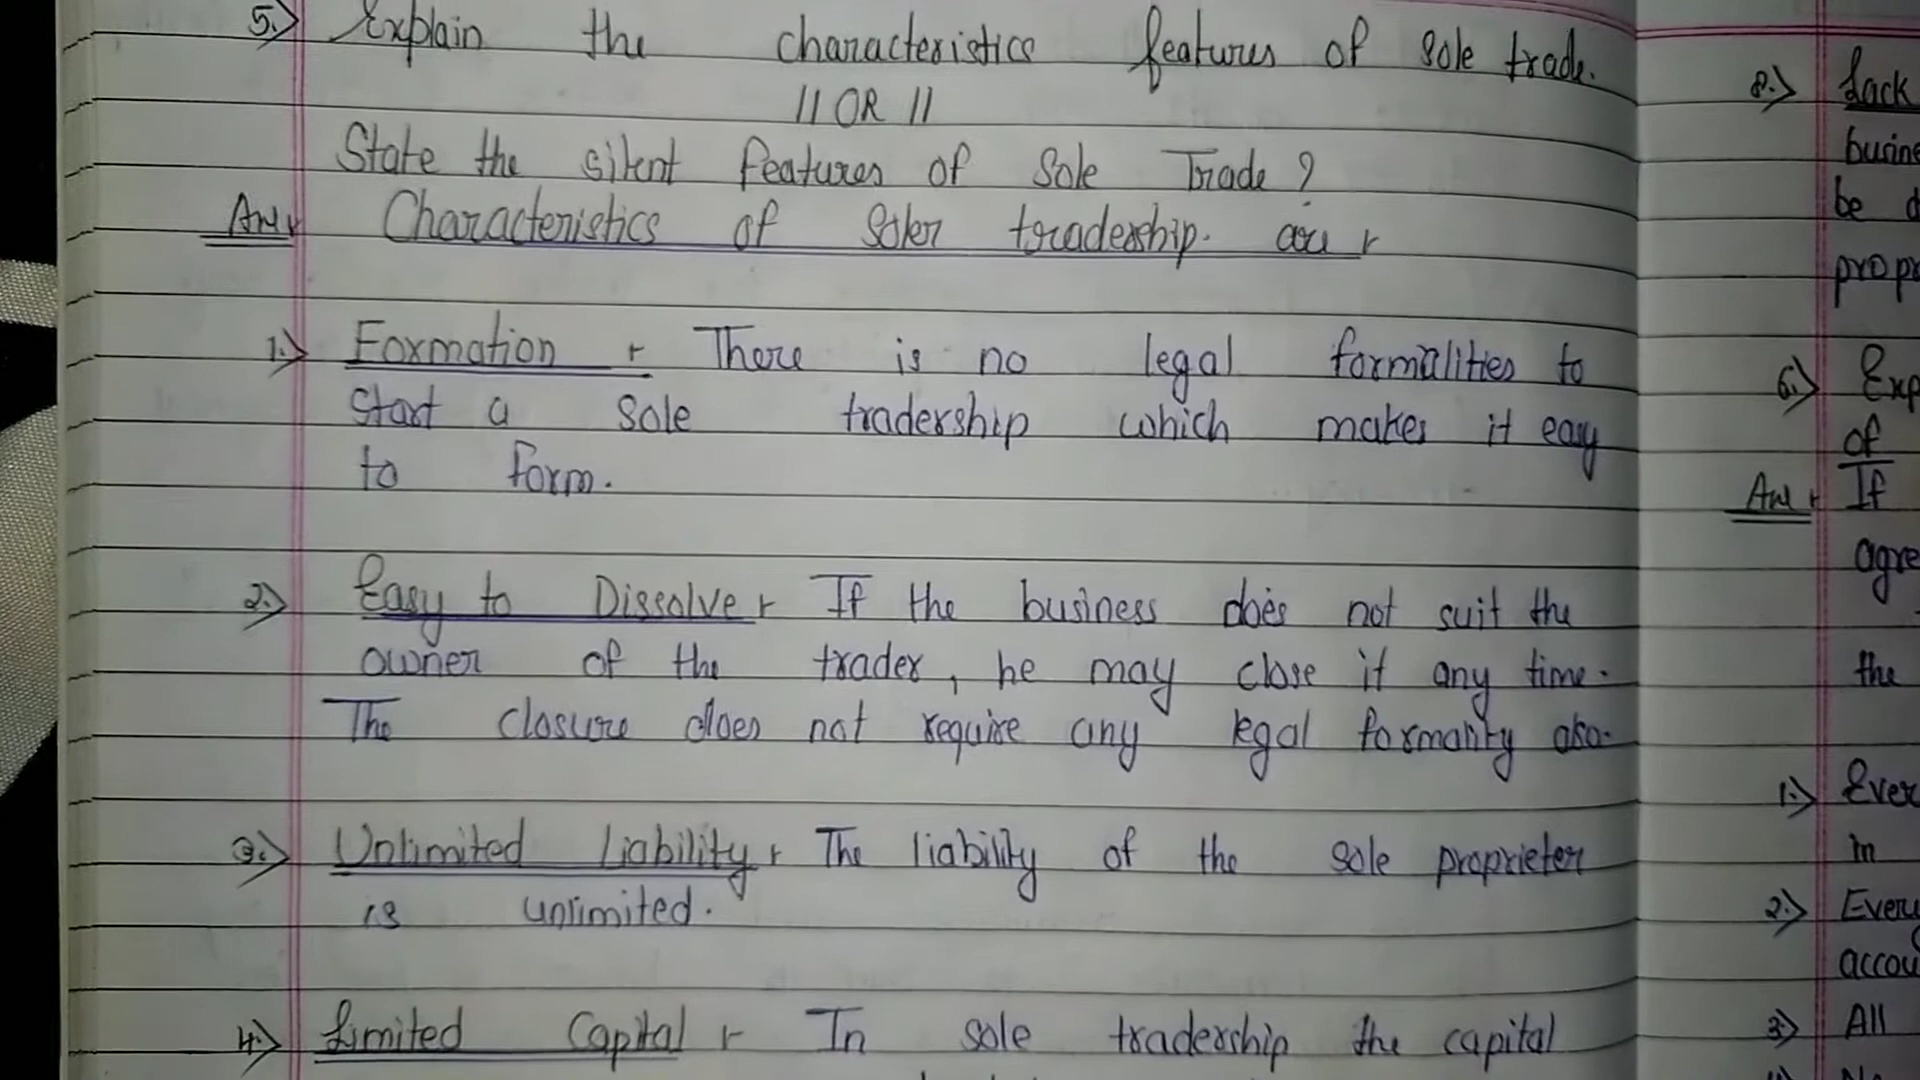 5.) Explain the characteristics features of sole trade.
|| OR ||
State the silent features of Sole Trade ?
Ans Characteristics of Soler tradership. are
1.) Formation - There is no legal formalities to
start a sole tradership which makes it easy
to form.
2.) Easy to Dissolve - If the business does not suit the
owner of the trader, he may close it any time.
The closure does not require any legal formality also.
3.) Unlimited Liability - The liability of the sole proprieter
is unlimited.
4.) Limited Capital - In sole tradership the capital
8.) Lack
busine
be d
propr
6.) Exp
of
Ans If
agre
the
1.) Ever
in
2.) Every
accou
3.) All